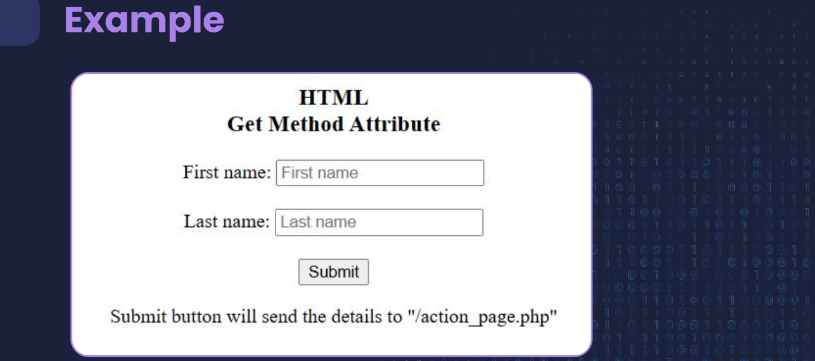 Example
HTML
Get Method Attribute
First name: First name
Last name: Last name
Submit
Submit button will send the details to "/action_page.php"